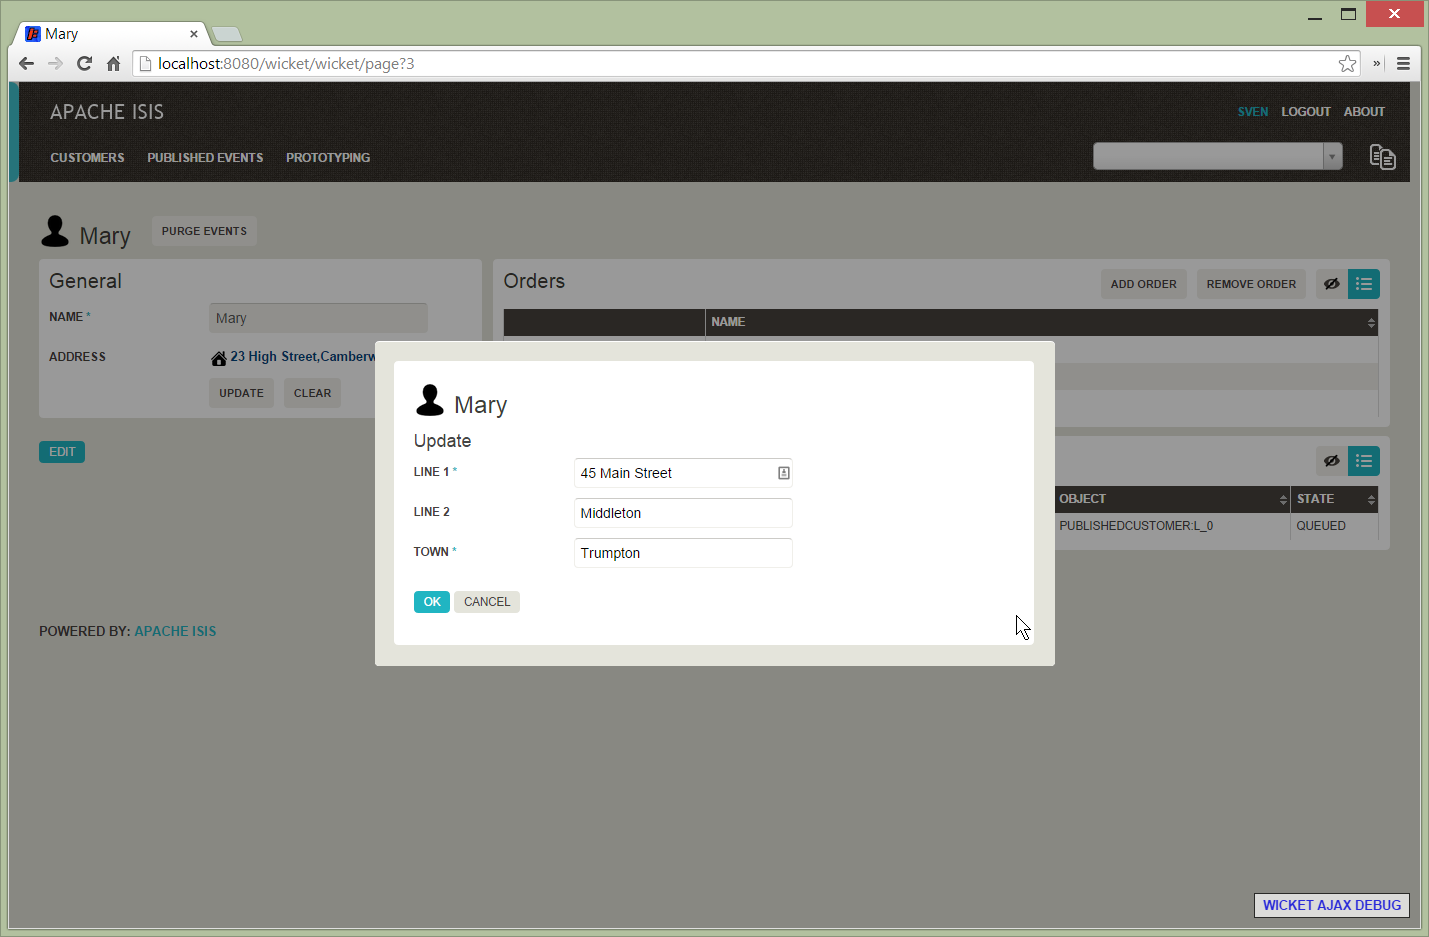 Mary
localhost:8080/wicket/wicket/page?3
APACHE ISIS
SVEN LOGOUT ABOUT
CUSTOMERS PUBLISHED EVENTS PROTOTYPING
Mary PURGE EVENTS
General
NAME *
Mary
ADDRESS
23 High Street,Camberw
UPDATE CLEAR
EDIT
Orders
ADD ORDER REMOVE ORDER
NAME
Mary
Update
LINE 1 * 45 Main Street
LINE 2 Middleton
TOWN * Trumpton
OK CANCEL
OBJECT STATE
PUBLISHEDCUSTOMER:L_0 QUEUED
POWERED BY: APACHE ISIS
WICKET AJAX DEBUG